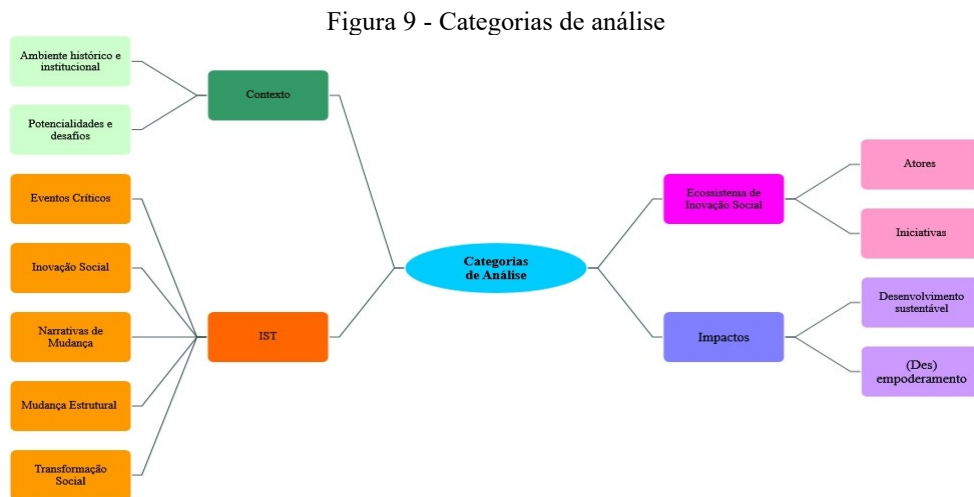 Figura 9 - Categorias de análise
Ambiente histórico e
institucional
Potencialidades e
desafios
Contexto
Eventos Críticos
Inovação Social
Narrativas de
Mudança
Mudança Estrutural
Transformação
Social
IST
Categorias
de Análise
Ecossistema de
Inovação Social
Atores
Iniciativas
Impactos
Desenvolvimento
sustentável
(Des)
empoderamento